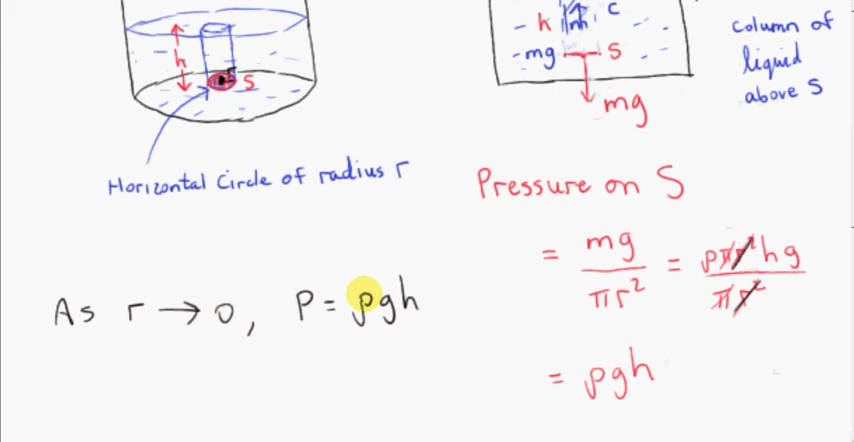 h
r
S
Horizontal Circle of radius r
h
m
C
mg
S
mg
Column of
liquid
above S
Pressure on S
= mg / πr² = ρπr²hg / πr²
= ρgh
As r → 0, P = ρgh